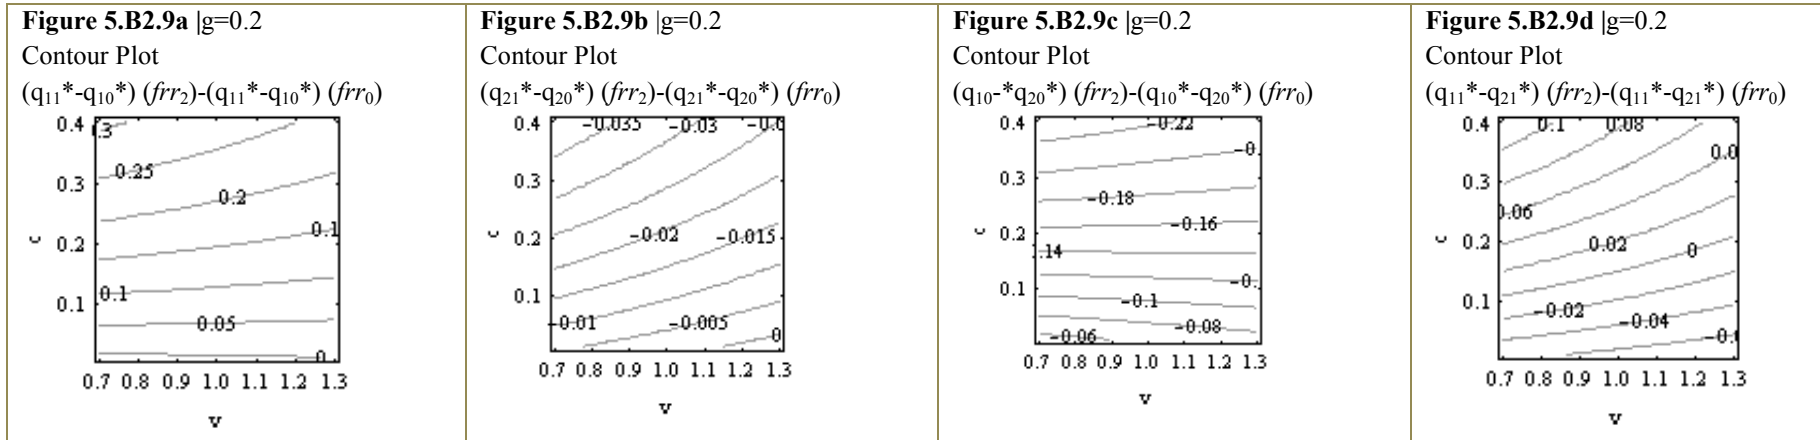 Figure 5.B2.9a |g=0.2
Contour Plot
(q11*-q10*) (frr2)-(q11*-q10*) (frr0)
0.4
0.3
0.2
0.1
c
0.25
0.2
0.1
0.1
0.05
0
0.7 0.8 0.9 1.0 1.1 1.2 1.3
v
Figure 5.B2.9b |g=0.2
Contour Plot
(q21*-q20*) (frr2)-(q21*-q20*) (frr0)
0.4
0.3
0.2
0.1
c
-0.035
-0.03
-0.02
-0.015
-0.01
-0.005
0
0.7 0.8 0.9 1.0 1.1 1.2 1.3
v
Figure 5.B2.9c |g=0.2
Contour Plot
(q10-*q20*) (frr2)-(q10*-q20*) (frr0)
0.4
0.3
0.2
0.1
c
-0.22
-0.
-0.18
-0.16
.14
-0.
-0.1
-0.08
-0.06
0.7 0.8 0.9 1.0 1.1 1.2 1.3
v
Figure 5.B2.9d |g=0.2
Contour Plot
(q11*-q21*) (frr2)-(q11*-q21*) (frr0)
0.4
0.3
0.2
0.1
c
0.1
0.08
0.0
0.06
0.02
0
-0.02
-0.04
0.7 0.8 0.9 1.0 1.1 1.2 1.3
v